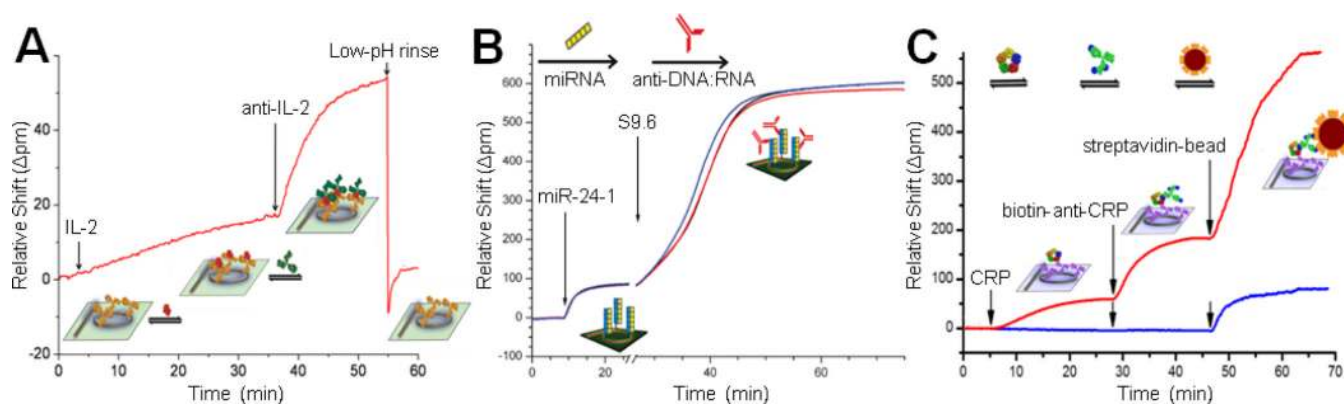 A
Low-pH rinse
anti-IL-2
IL-2
Relative Shift (Δpm)
40
20
0
-20
0 10 20 30 40 50 60
Time (min)
B
miRNA
anti-DNA:RNA
S9.6
miR-24-1
Relative Shift (Δpm)
600
500
400
300
200
100
0
-100
0 20 40 60
Time (min)
C
streptavidin-bead
biotin-anti-CRP
CRP
Relative Shift (Δpm)
500
400
300
200
100
0
0 10 20 30 40 50 60 70
Time (min)